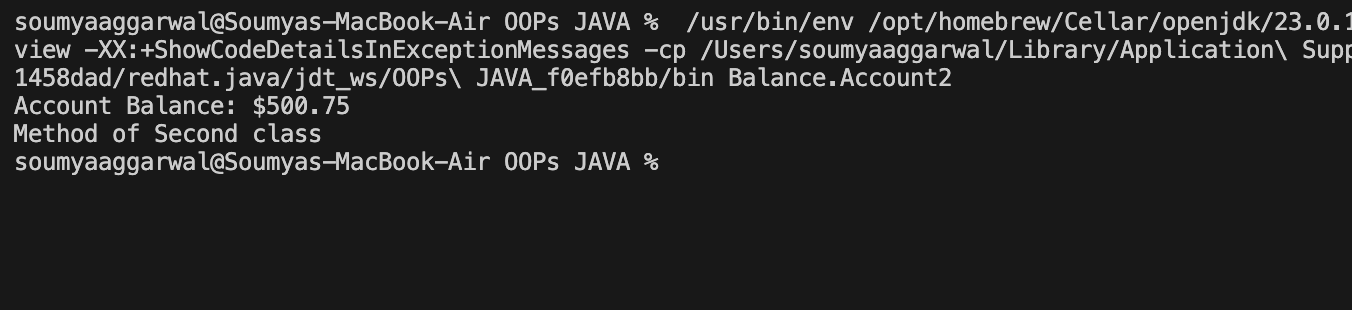 soumyaaggarwal@Soumyas-MacBook-Air OOPs JAVA %  /usr/bin/env /opt/homebrew/Cellar/openjdk/23.0.1
view -XX:+ShowCodeDetailsInExceptionMessages -cp /Users/soumyaaggarwal/Library/Application\ Supp
1458dad/redhat.java/jdt_ws/OOPs\ JAVA_f0efb8bb/bin Balance.Account2
Account Balance: $500.75
Method of Second class
soumyaaggarwal@Soumyas-MacBook-Air OOPs JAVA %